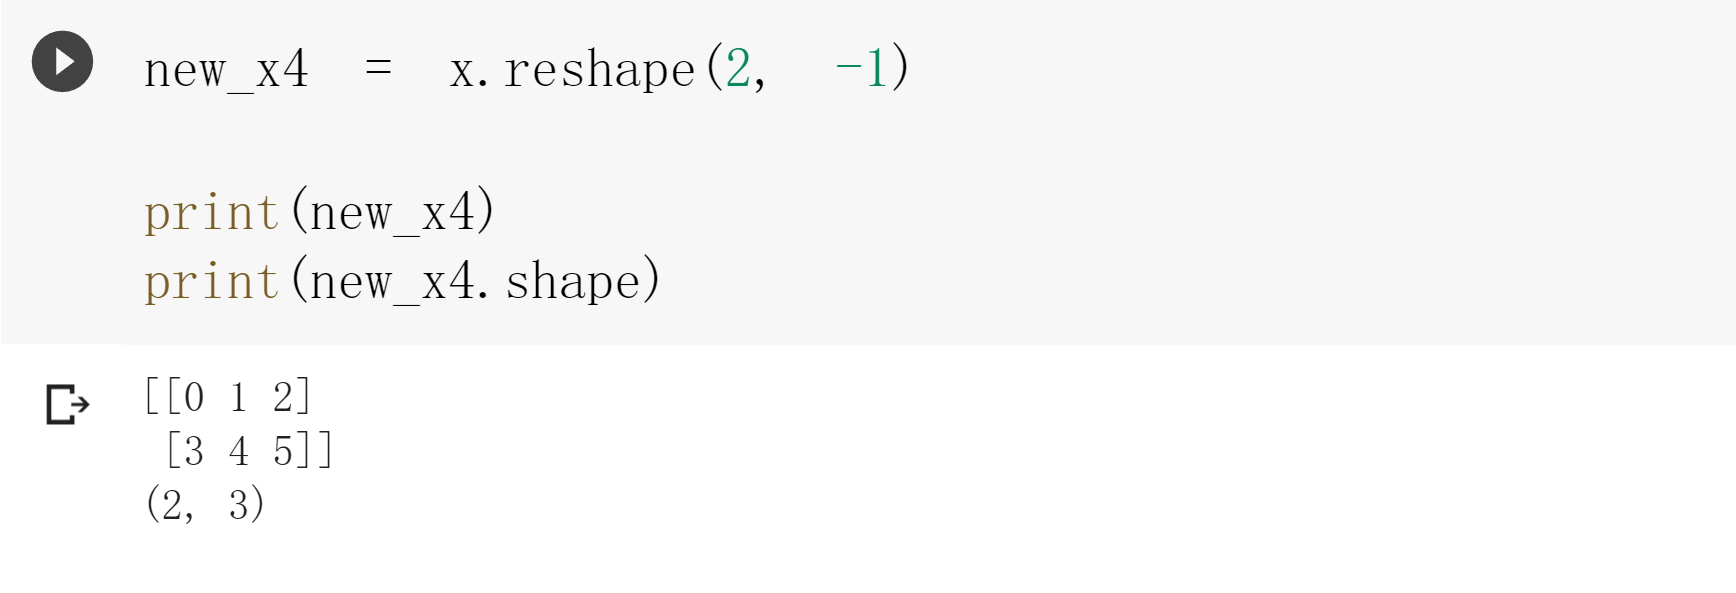 new_x4 = x.reshape(2, -1)
print(new_x4)
print(new_x4.shape)
[[0 1 2]
 [3 4 5]]
(2, 3)